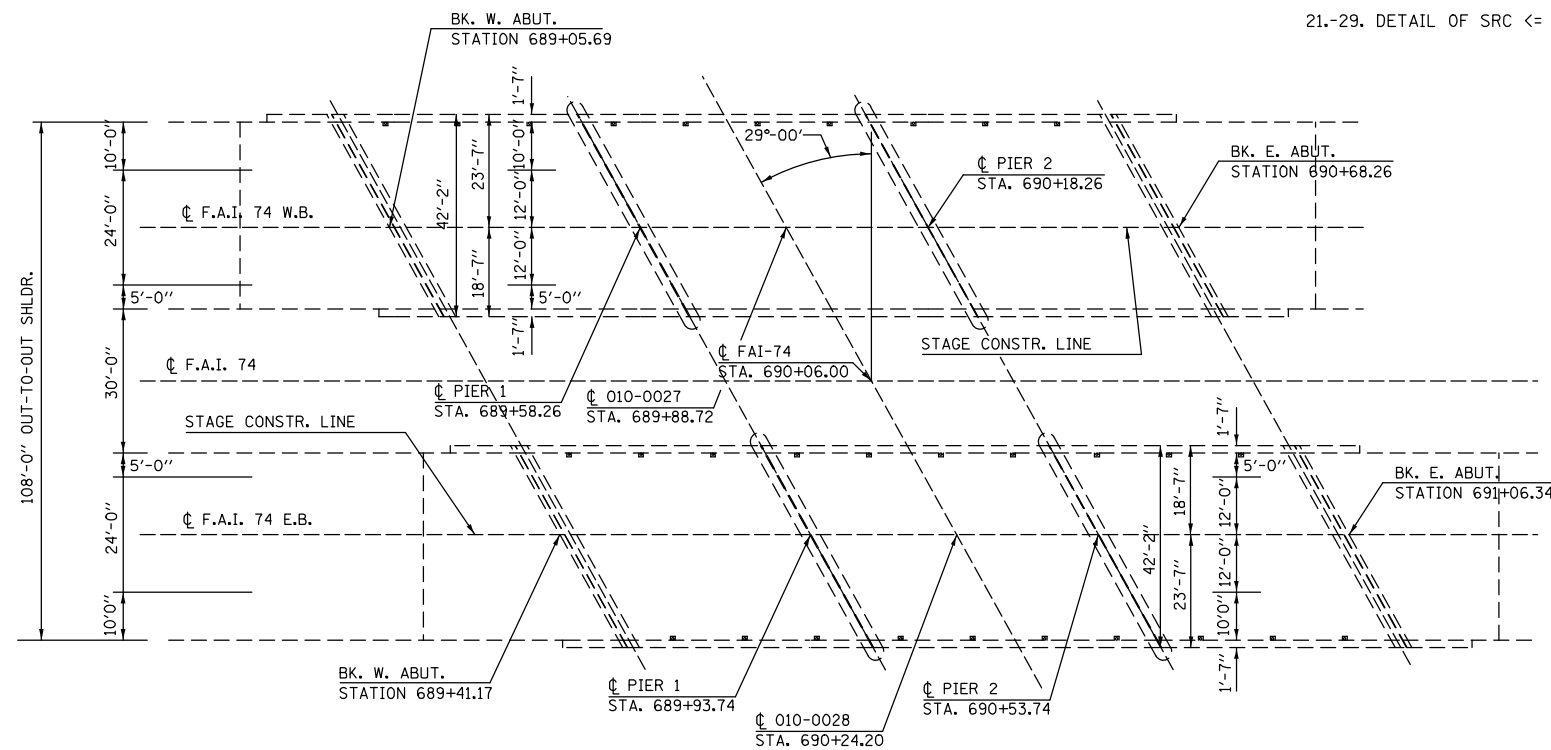 21.-29. DETAIL OF SRC <=
BK. W. ABUT.
STATION 689+05.69
1'-7"
10'-0"
23'-7"
10'-0"
29°-00'
BK. E. ABUT.
STATION 690+68.26
℄ PIER 2
STA. 690+18.26
42'-2"
12'-0"
24'-0"
℄ F.A.I. 74 W.B.
18'-7"
12'-0"
5'-0"
5'-0"
1'-7"
STAGE CONSTR. LINE
108'-0" OUT-TO-OUT SHLDR.
30'-0"
℄ F.A.I. 74
℄ FAI-74
STA. 690+06.00
℄ PIER 1
STA. 689+58.26
℄ 010-0027
STA. 689+88.72
STAGE CONSTR. LINE
1'-7"
5'-0"
5'-0"
18'-7"
12'-0"
BK. E. ABUT.
STATION 691+06.34
24'-0"
℄ F.A.I. 74 E.B.
42'-2"
12'-0"
23'-7"
10'0"
10'0"
1'-7"
BK. W. ABUT.
STATION 689+41.17
℄ PIER 1
STA. 689+93.74
℄ PIER 2
STA. 690+53.74
℄ 010-0028
STA. 690+24.20